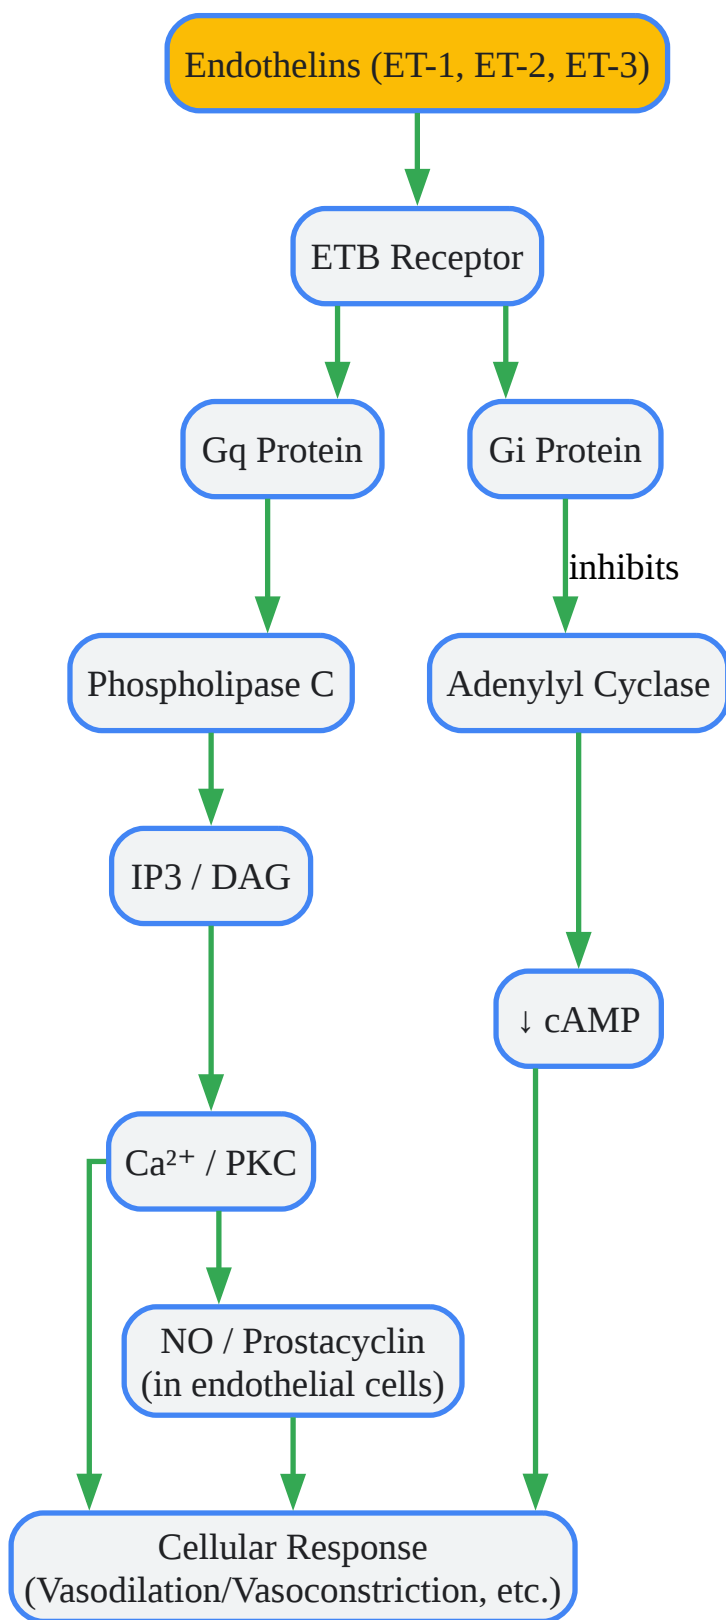 Endothelins (ET-1, ET-2, ET-3)
ETB Receptor
Gq Protein
Gi Protein
inhibits
Phospholipase C
Adenylyl Cyclase
IP3 / DAG
↓ cAMP
Ca²⁺ / PKC
NO / Prostacyclin
(in endothelial cells)
Cellular Response
(Vasodilation/Vasoconstriction, etc.)